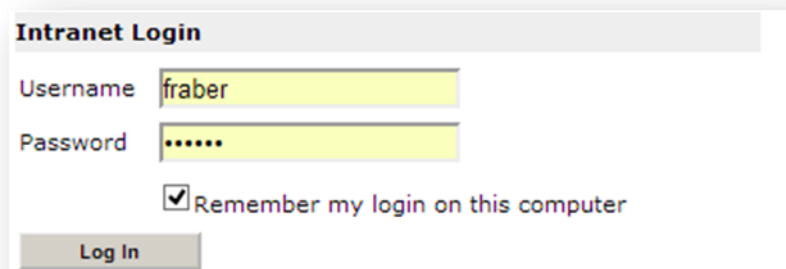 Intranet Login
Username fraber
Password ••••••
Remember my login on this computer
Log In